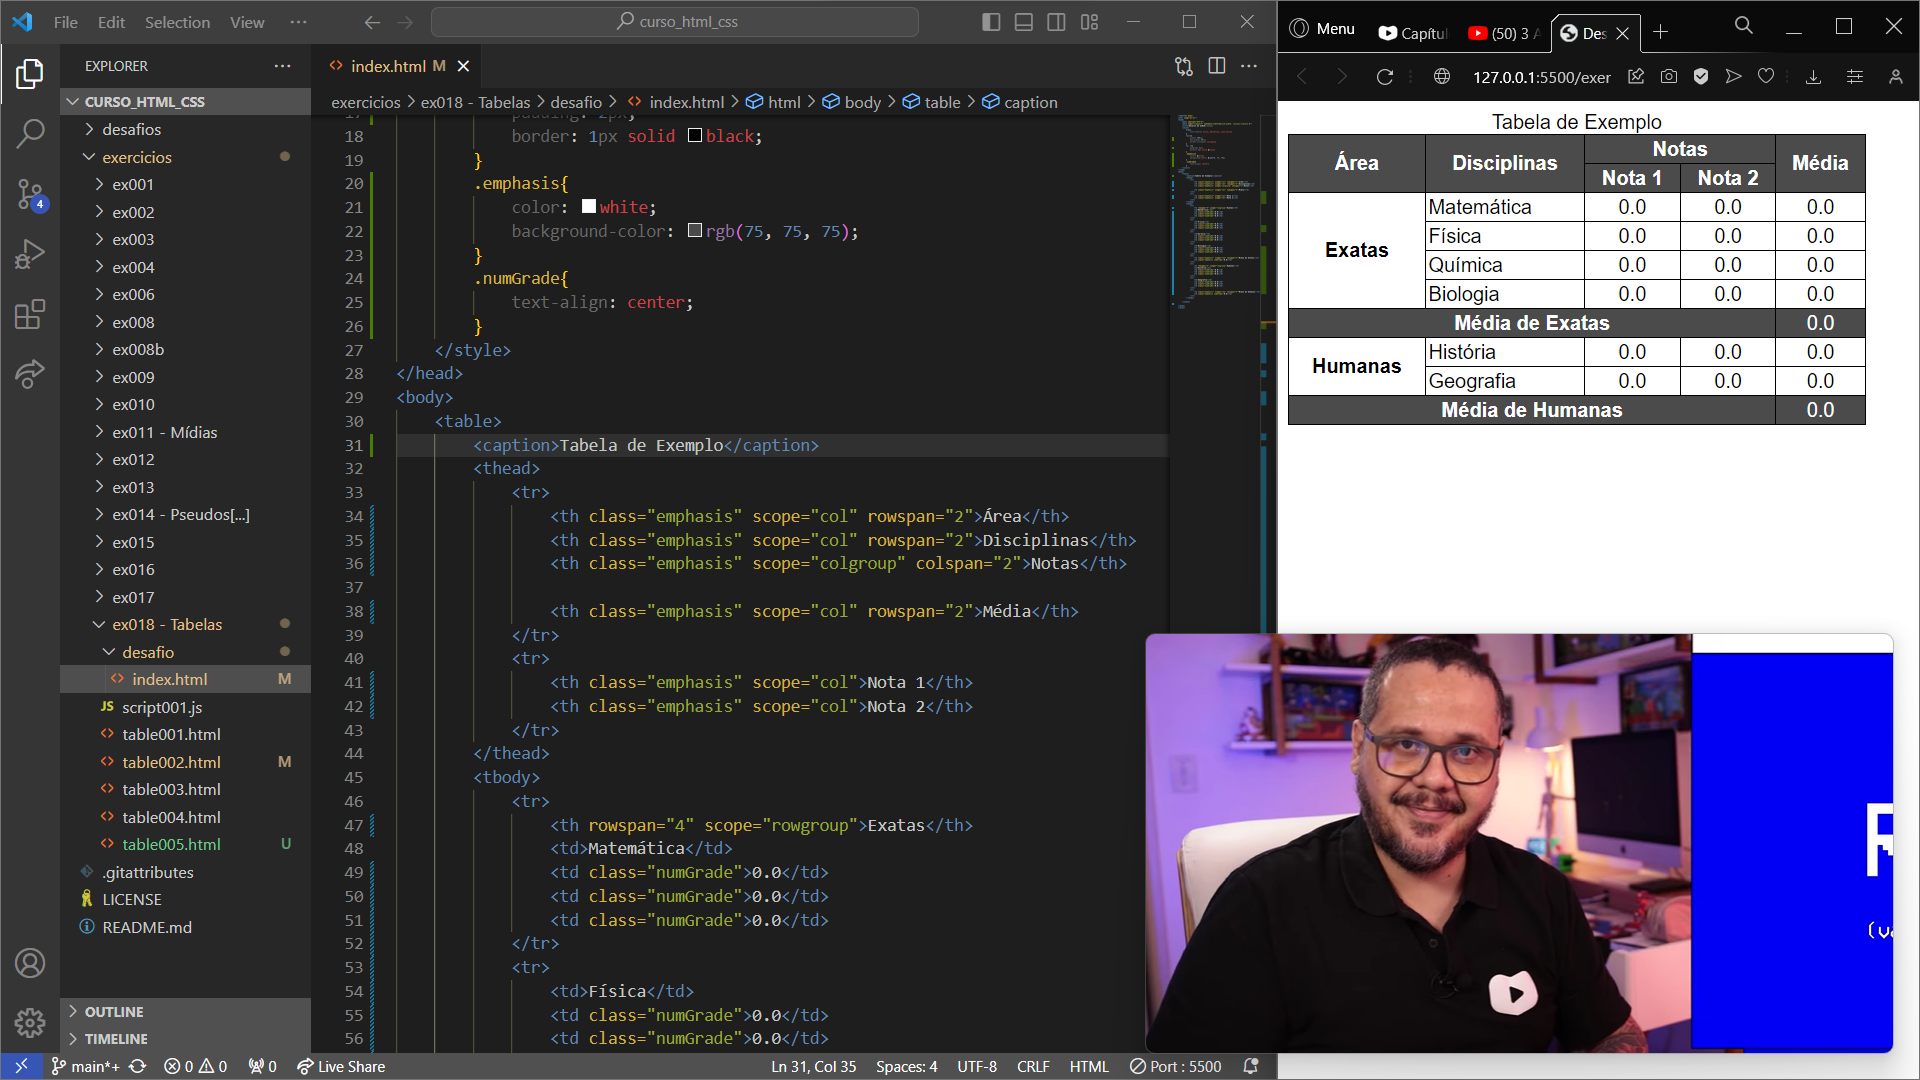 File Edit Selection View ···
curso_html_css
EXPLORER
CURSO_HTML_CSS
desafios
exercicios
ex001
ex002
ex003
ex004
ex006
ex008
ex008b
ex009
ex010
ex011 - Mídias
ex012
ex013
ex014 - Pseudos[...]
ex015
ex016
ex017
ex018 - Tabelas
desafio
<> index.html M
JS script001.js
<> table001.html
<> table002.html M
<> table003.html
<> table004.html
<> table005.html U
.gitattributes
LICENSE
README.md
OUTLINE
TIMELINE
4
<> index.html M
exercicios > ex018 - Tabelas > desafio > <> index.html > html > body > table > caption
18 border: 1px solid black;
19 }
20 .emphasis{
21 color: white;
22 background-color: rgb(75, 75, 75);
23 }
24 .numGrade{
25 text-align: center;
26 }
27 </style>
28 </head>
29 <body>
30 <table>
31 <caption>Tabela de Exemplo</caption>
32 <thead>
33 <tr>
34 <th class="emphasis" scope="col" rowspan="2">Área</th>
35 <th class="emphasis" scope="col" rowspan="2">Disciplinas</th>
36 <th class="emphasis" scope="colgroup" colspan="2">Notas</th>
37
38 <th class="emphasis" scope="col" rowspan="2">Média</th>
39 </tr>
40 <tr>
41 <th class="emphasis" scope="col">Nota 1</th>
42 <th class="emphasis" scope="col">Nota 2</th>
43 </tr>
44 </thead>
45 <tbody>
46 <tr>
47 <th rowspan="4" scope="rowgroup">Exatas</th>
48 <td>Matemática</td>
49 <td class="numGrade">0.0</td>
50 <td class="numGrade">0.0</td>
51 <td class="numGrade">0.0</td>
52 </tr>
53 <tr>
54 <td>Física</td>
55 <td class="numGrade">0.0</td>
56 <td class="numGrade">0.0</td>
main*+ 0 0 0 Live Share
Ln 31, Col 35 Spaces: 4 UTF-8 CRLF HTML Port : 5500
Menu Capítul (50) 3 A Des
127.0.0.1:5500/exer
Tabela de Exemplo
Área Disciplinas Notas Média
Nota 1 Nota 2
Exatas Matemática 0.0 0.0 0.0
Física 0.0 0.0 0.0
Química 0.0 0.0 0.0
Biologia 0.0 0.0 0.0
Média de Exatas 0.0
Humanas História 0.0 0.0 0.0
Geografia 0.0 0.0 0.0
Média de Humanas 0.0